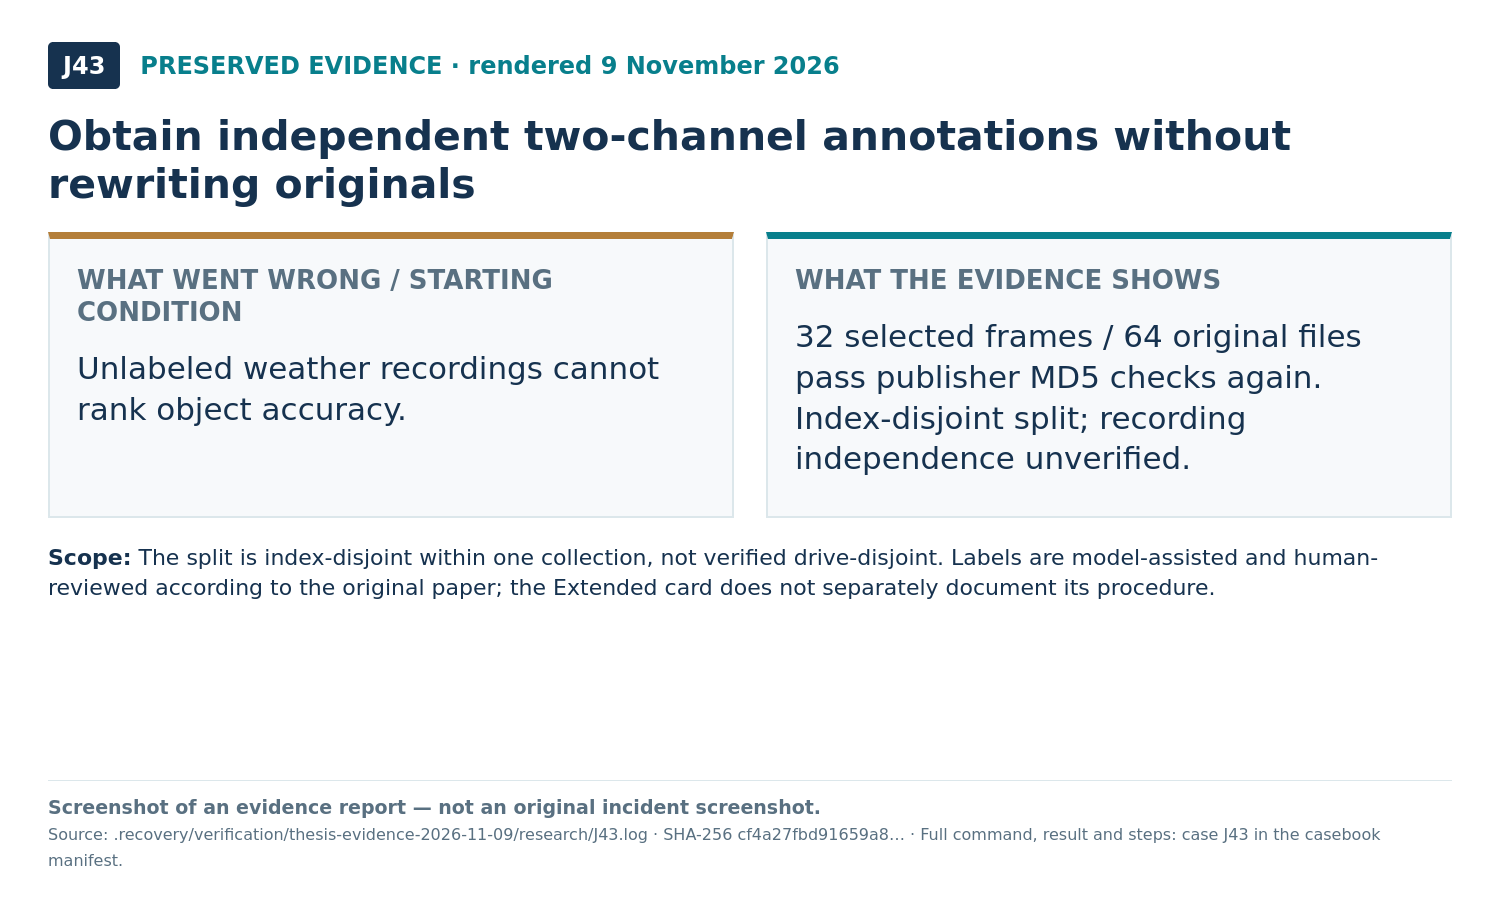 J43 PRESERVED EVIDENCE · rendered 9 November 2026
Obtain independent two-channel annotations without
rewriting originals
WHAT WENT WRONG / STARTING
CONDITION
Unlabeled weather recordings cannot
rank object accuracy.
WHAT THE EVIDENCE SHOWS
32 selected frames / 64 original files
pass publisher MD5 checks again.
Index-disjoint split; recording
independence unverified.
Scope: The split is index-disjoint within one collection, not verified drive-disjoint. Labels are model-assisted and human-
reviewed according to the original paper; the Extended card does not separately document its procedure.
Screenshot of an evidence report — not an original incident screenshot.
Source: .recovery/verification/thesis-evidence-2026-11-09/research/J43.log · SHA-256 cf4a27fbd91659a8… · Full command, result and steps: case J43 in the casebook
manifest.